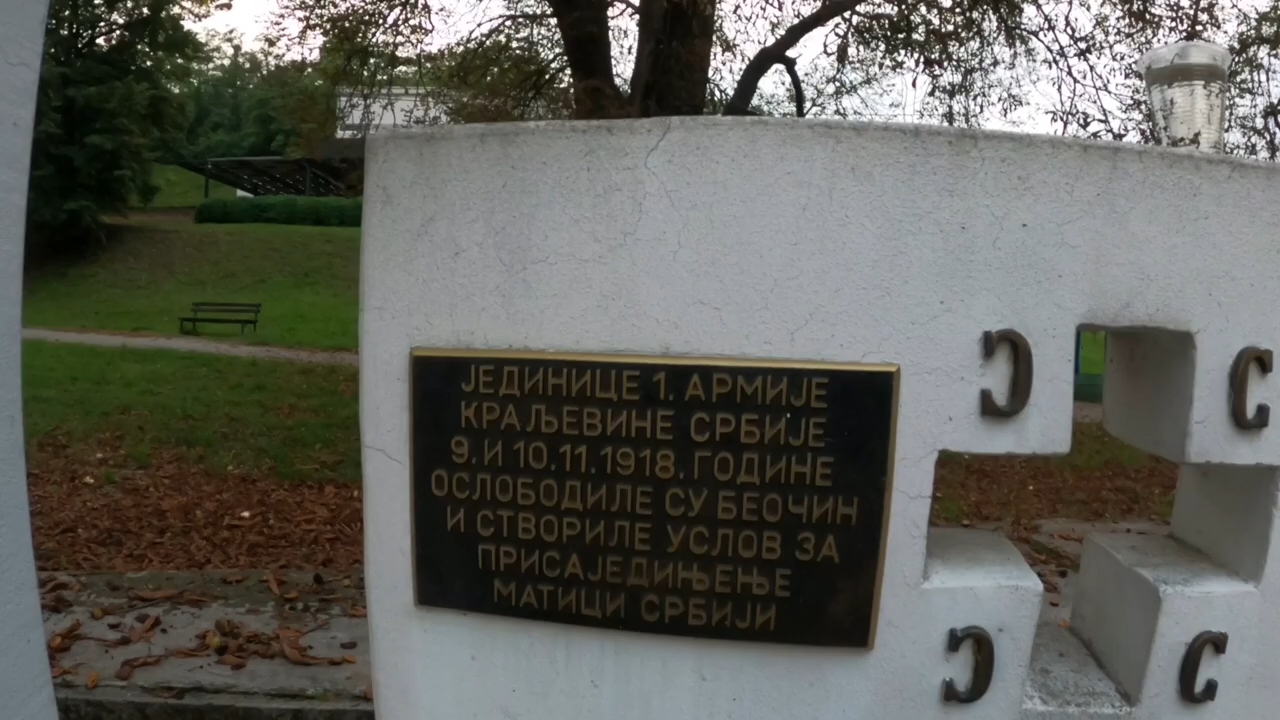 ЈЕДИНИЦЕ 1. АРМИЈЕ
КРАЉЕВИНЕ СРБИЈЕ
9. И 10.11.1918. ГОДИНЕ
ОСЛОБОДИЛЕ СУ БЕОЧИН
И СТВОРИЛЕ УСЛОВ ЗА
ПРИСАЈЕДИЊЕЊЕ
МАТИЦИ СРБИЈИ
С С
С С